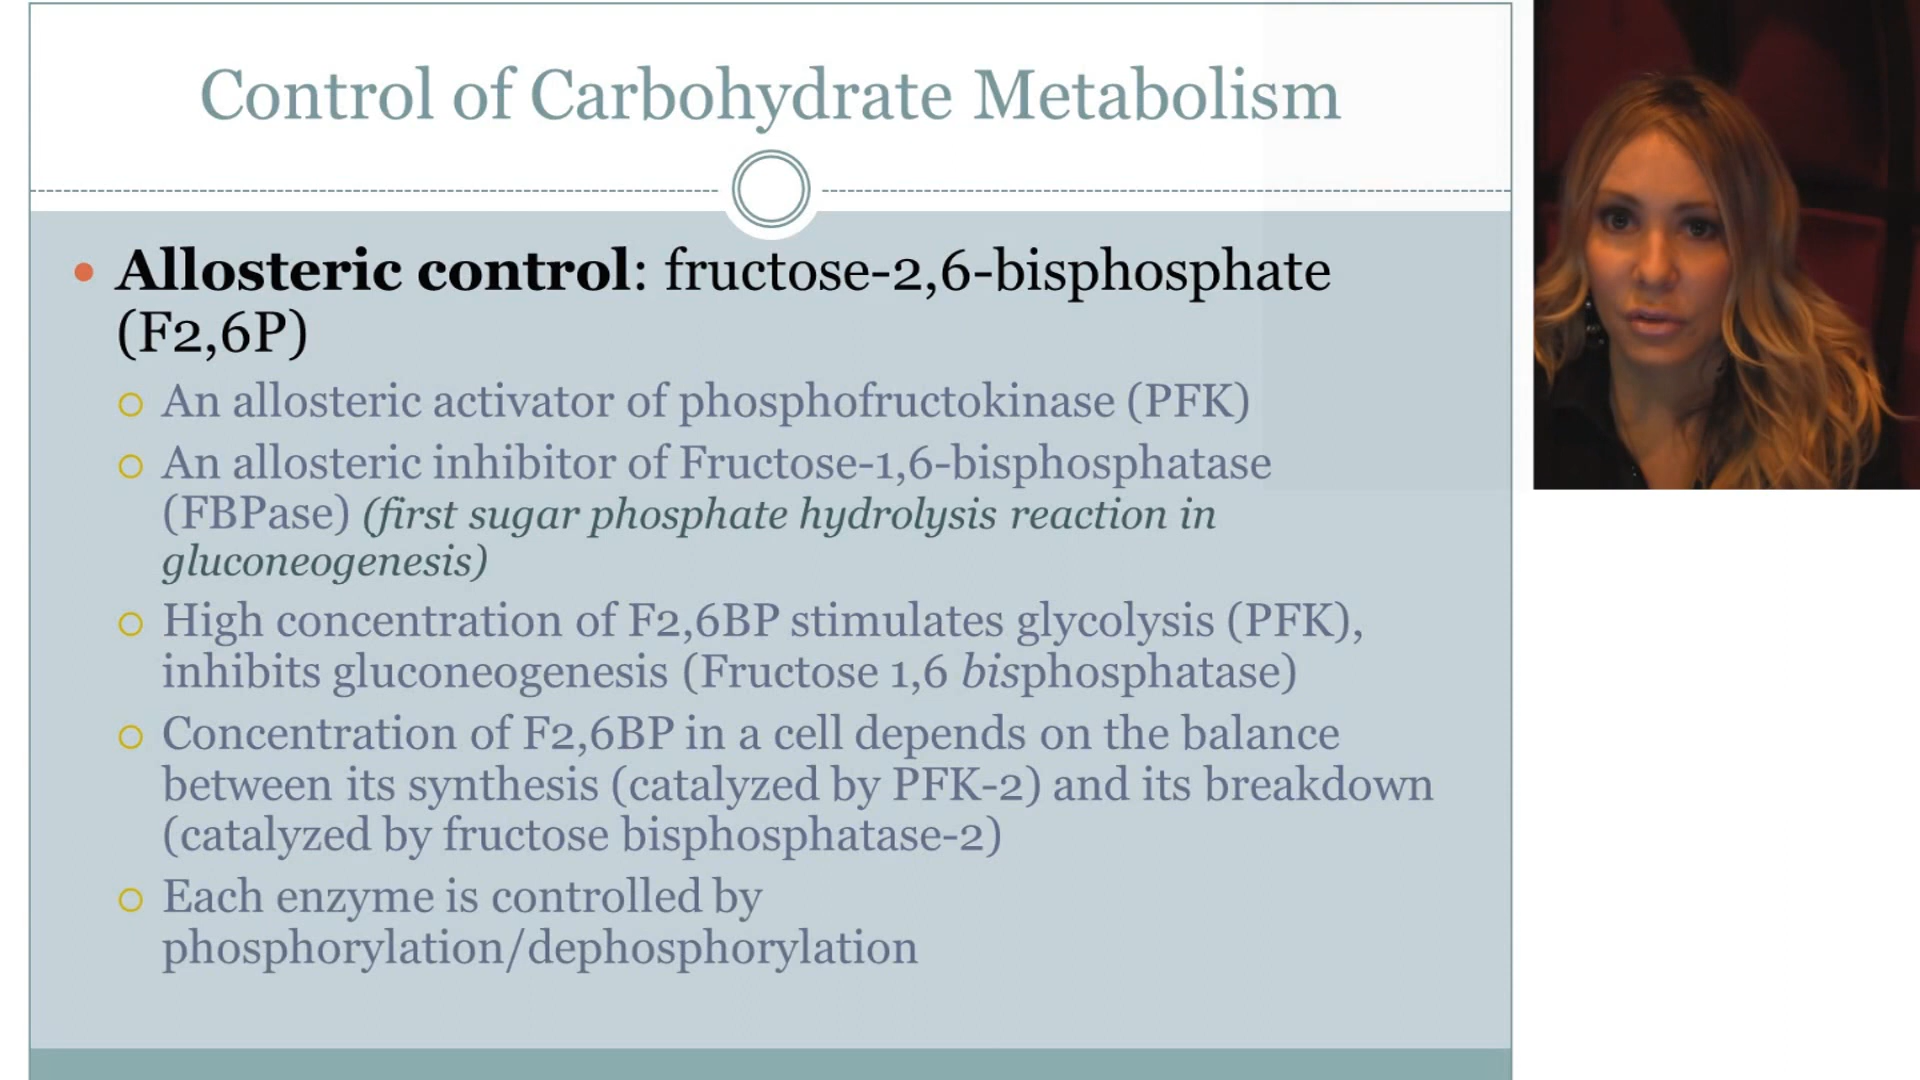 Control of Carbohydrate Metabolism
• Allosteric control: fructose-2,6-bisphosphate
(F2,6P)
○ An allosteric activator of phosphofructokinase (PFK)
○ An allosteric inhibitor of Fructose-1,6-bisphosphatase
(FBPase) (first sugar phosphate hydrolysis reaction in
gluconeogenesis)
○ High concentration of F2,6BP stimulates glycolysis (PFK),
inhibits gluconeogenesis (Fructose 1,6 bisphosphatase)
○ Concentration of F2,6BP in a cell depends on the balance
between its synthesis (catalyzed by PFK-2) and its breakdown
(catalyzed by fructose bisphosphatase-2)
○ Each enzyme is controlled by
phosphorylation/dephosphorylation